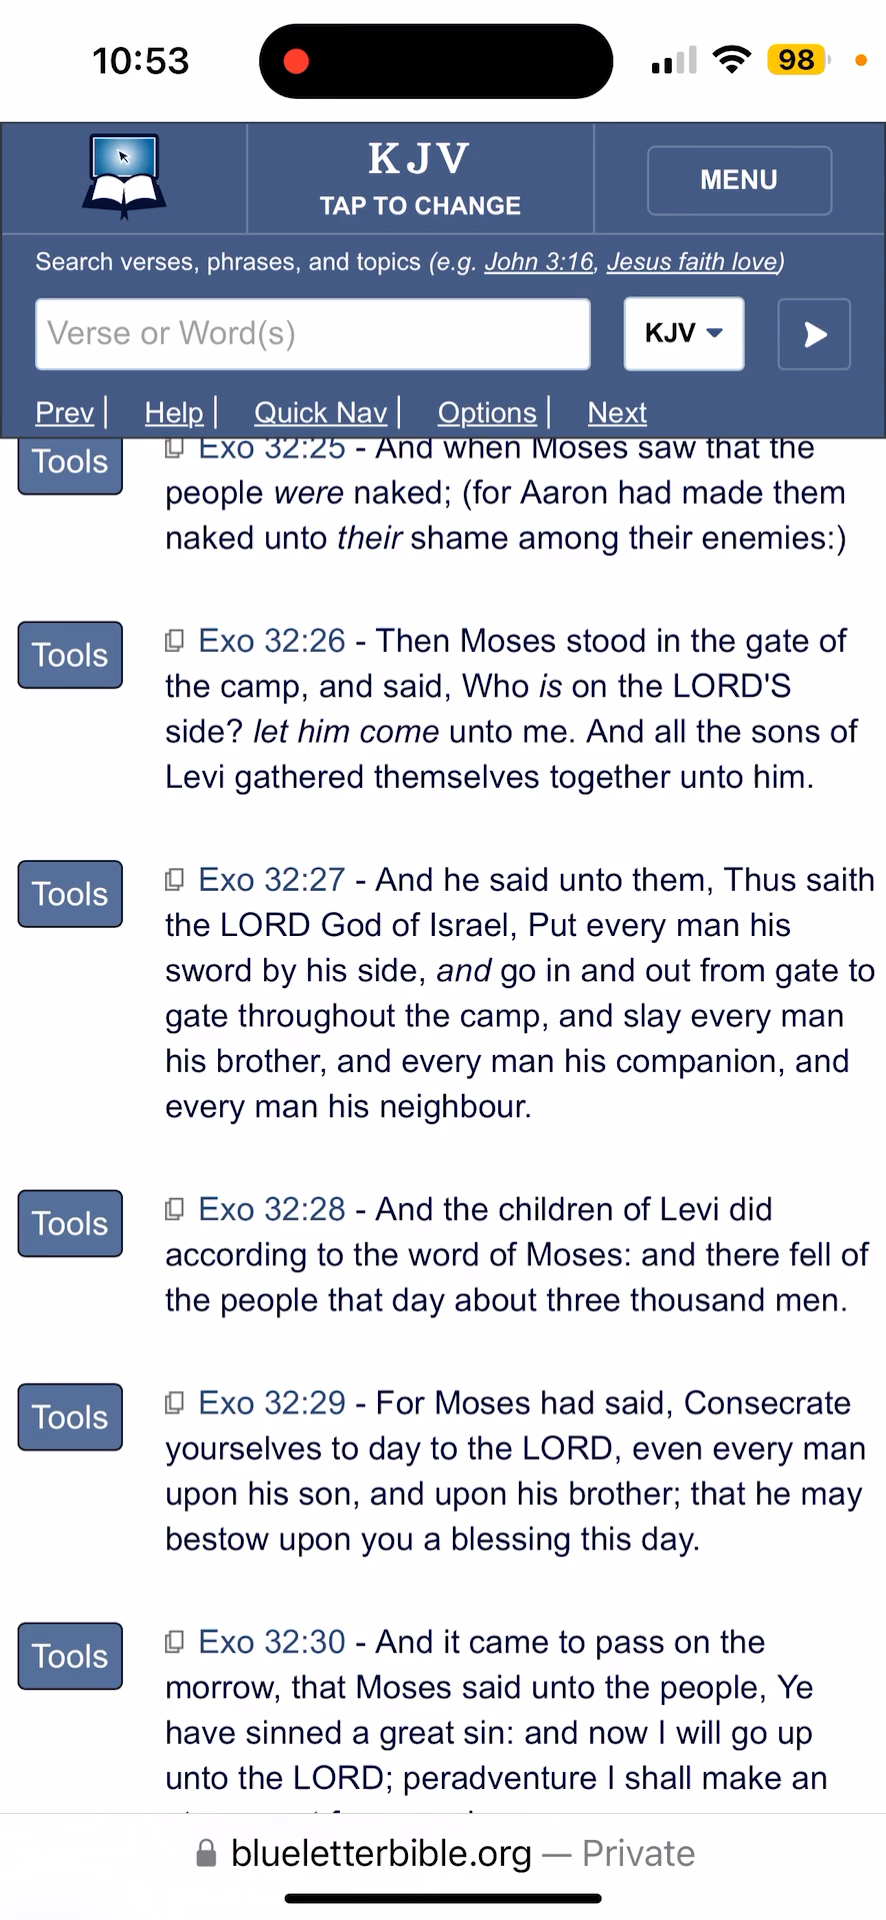 10:53
98
KJV
TAP TO CHANGE
MENU
Search verses, phrases, and topics (e.g. John 3:16, Jesus faith love)
Verse or Word(s)
KJV
Prev | Help | Quick Nav | Options | Next
Tools
Exo 32:25 - And when Moses saw that the
people were naked; (for Aaron had made them
naked unto their shame among their enemies:)
Tools
Exo 32:26 - Then Moses stood in the gate of
the camp, and said, Who is on the LORD'S
side? let him come unto me. And all the sons of
Levi gathered themselves together unto him.
Tools
Exo 32:27 - And he said unto them, Thus saith
the LORD God of Israel, Put every man his
sword by his side, and go in and out from gate to
gate throughout the camp, and slay every man
his brother, and every man his companion, and
every man his neighbour.
Tools
Exo 32:28 - And the children of Levi did
according to the word of Moses: and there fell of
the people that day about three thousand men.
Tools
Exo 32:29 - For Moses had said, Consecrate
yourselves to day to the LORD, even every man
upon his son, and upon his brother; that he may
bestow upon you a blessing this day.
Tools
Exo 32:30 - And it came to pass on the
morrow, that Moses said unto the people, Ye
have sinned a great sin: and now I will go up
unto the LORD; peradventure I shall make an
blueletterbible.org — Private